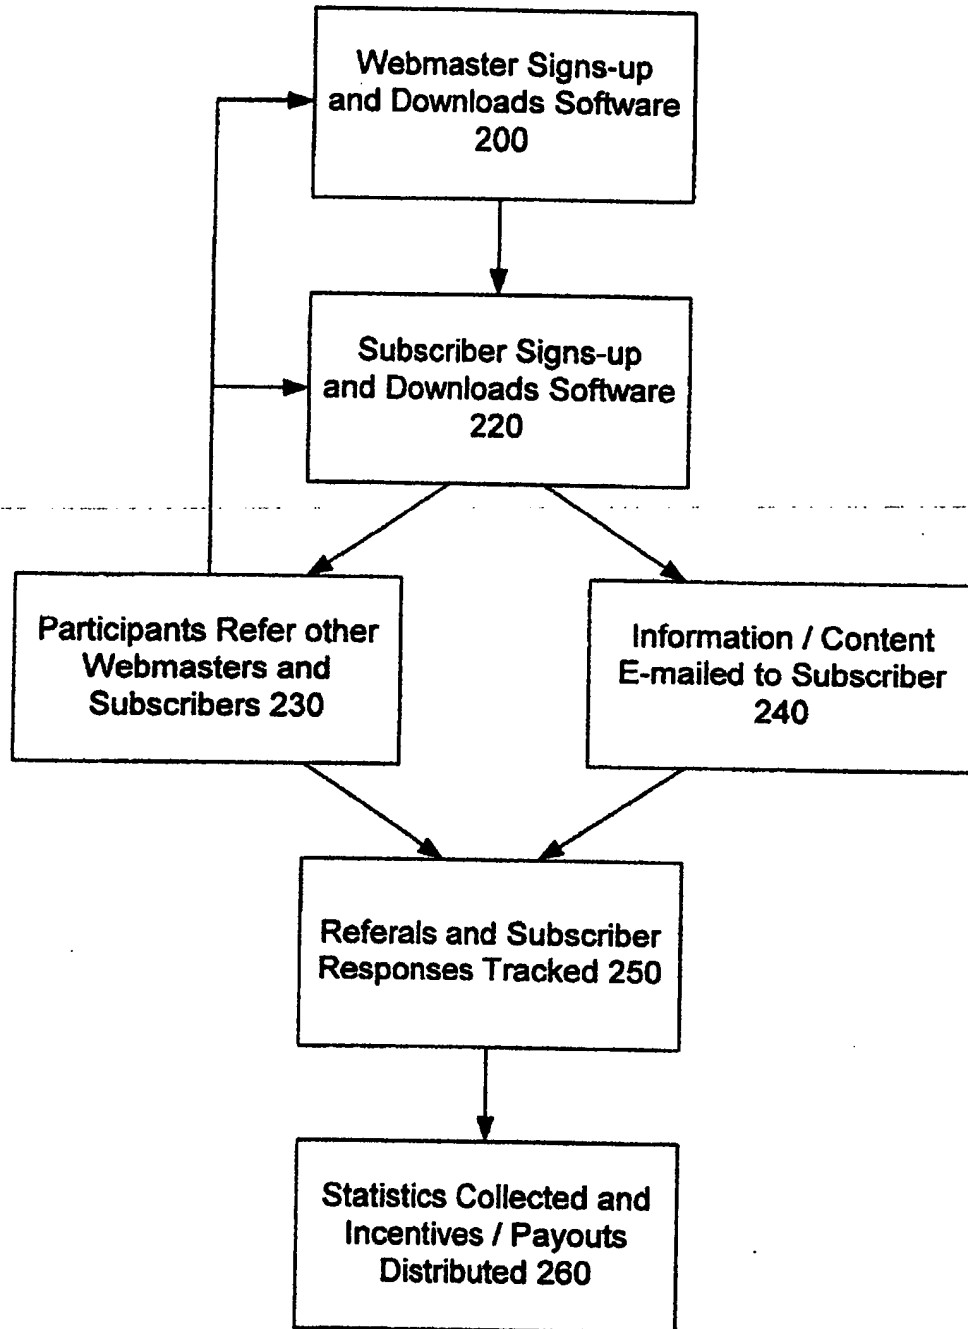 Webmaster Signs-up
and Downloads Software
200
Subscriber Signs-up
and Downloads Software
220
Participants Refer other
Webmasters and
Subscribers 230
Information / Content
E-mailed to Subscriber
240
Referals and Subscriber
Responses Tracked 250
Statistics Collected and
Incentives / Payouts
Distributed 260